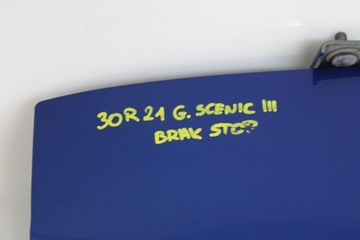 30R21 G. SCENIC III
BRAK STOP